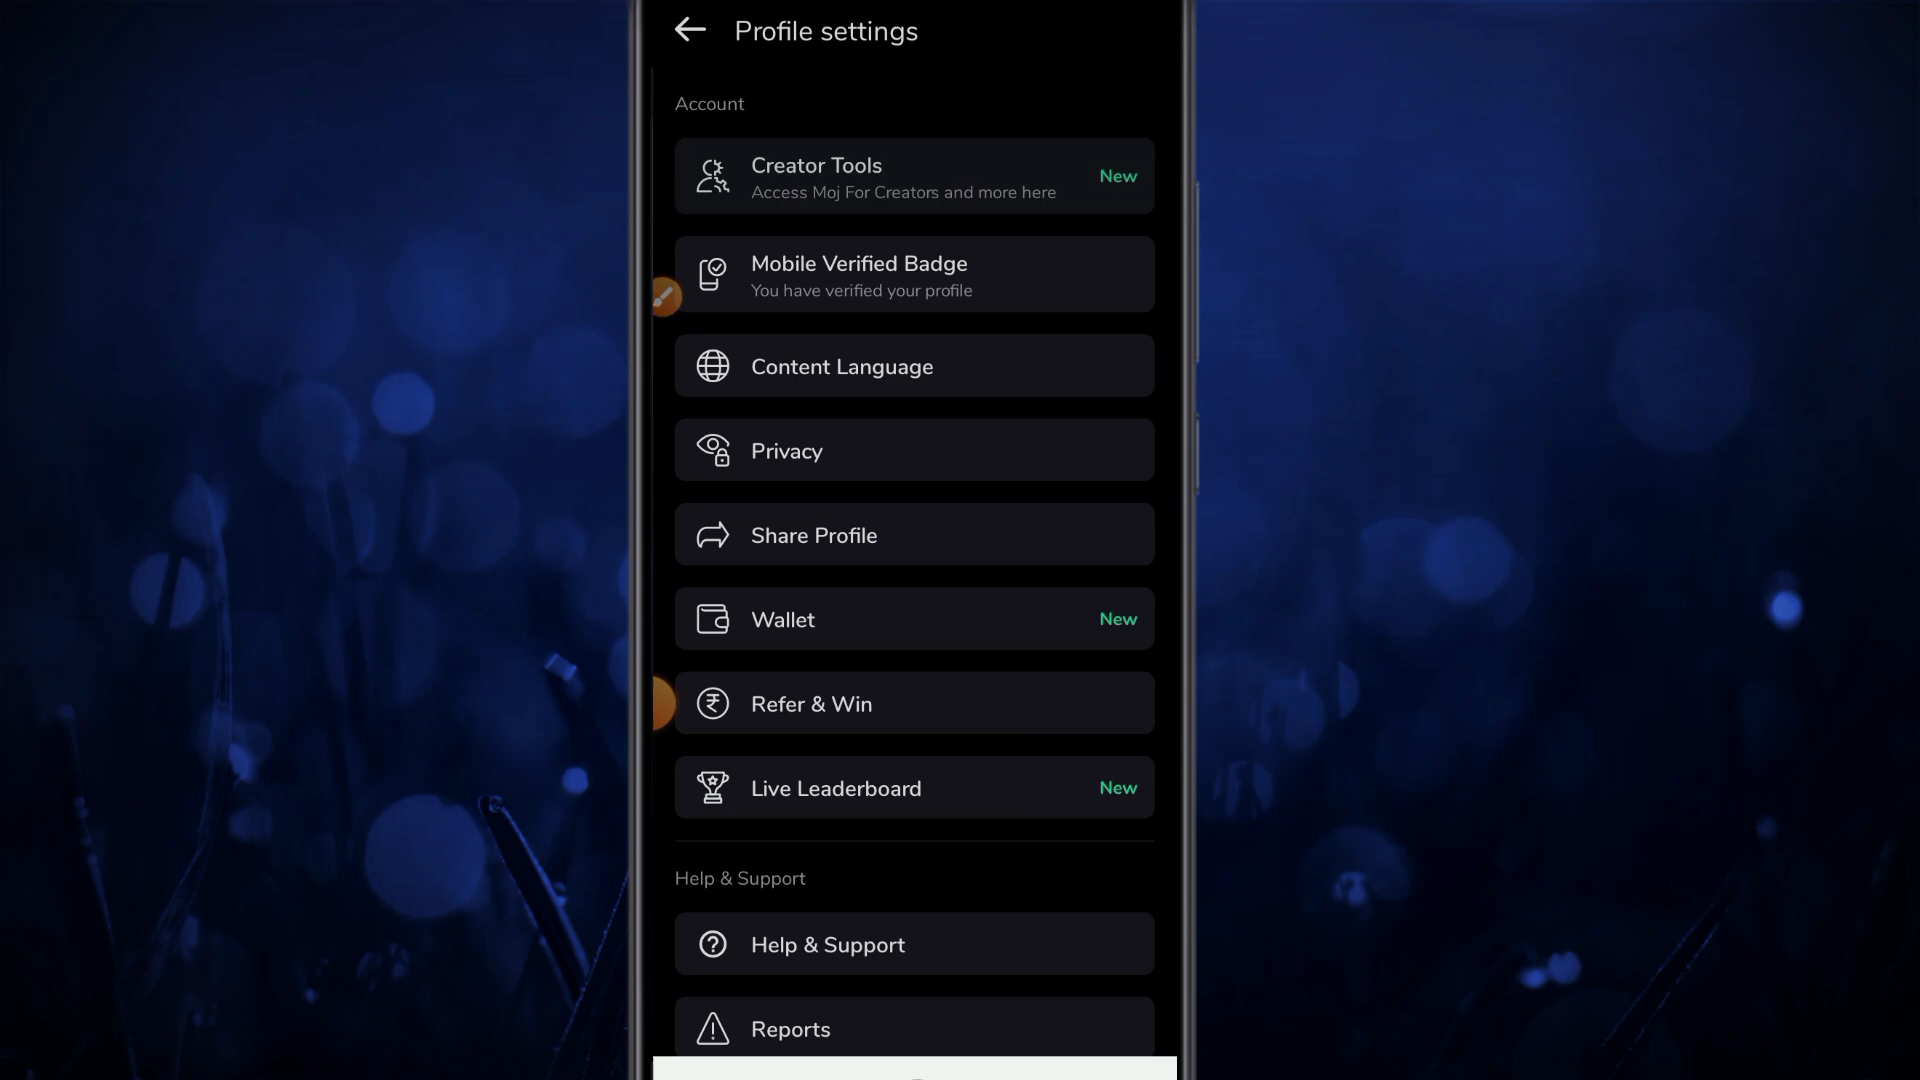 Profile settings
Account
Creator Tools
Access Moj For Creators and more here
New
Mobile Verified Badge
You have verified your profile
Content Language
Privacy
Share Profile
Wallet
New
Refer & Win
Live Leaderboard
New
Help & Support
Help & Support
Reports